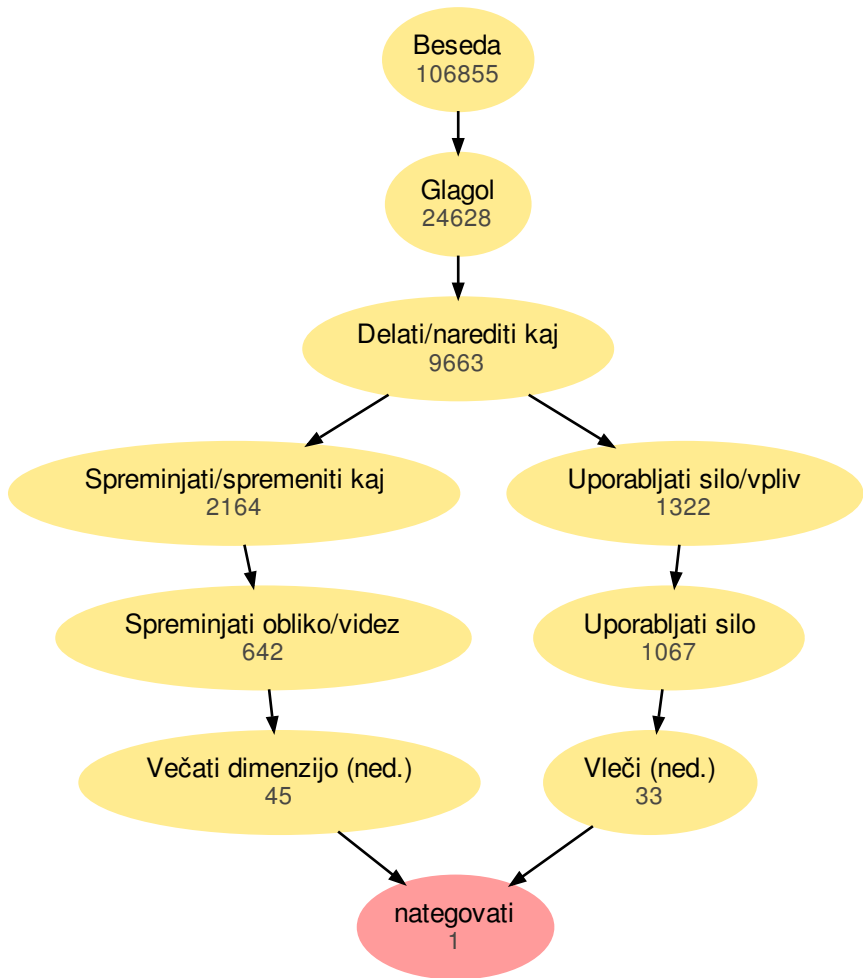 Beseda
106855
Glagol
24628
Delati/narediti kaj
9663
Spreminjati/spremeniti kaj
2164
Uporabljati silo/vpliv
1322
Spreminjati obliko/videz
642
Uporabljati silo
1067
Večati dimenzijo (ned.)
45
Vleči (ned.)
33
nategovati
1